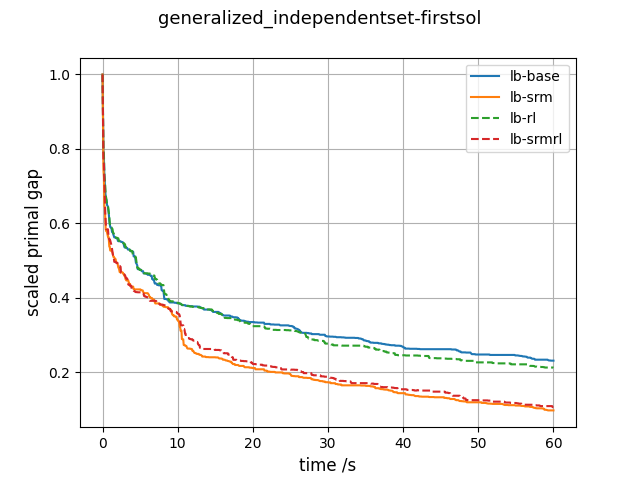 generalized_independentset-firstsol
lb-base
lb-srm
lb-rl
lb-srmrl
scaled primal gap
1.0
0.8
0.6
0.4
0.2
0
10
20
30
40
50
60
time /s